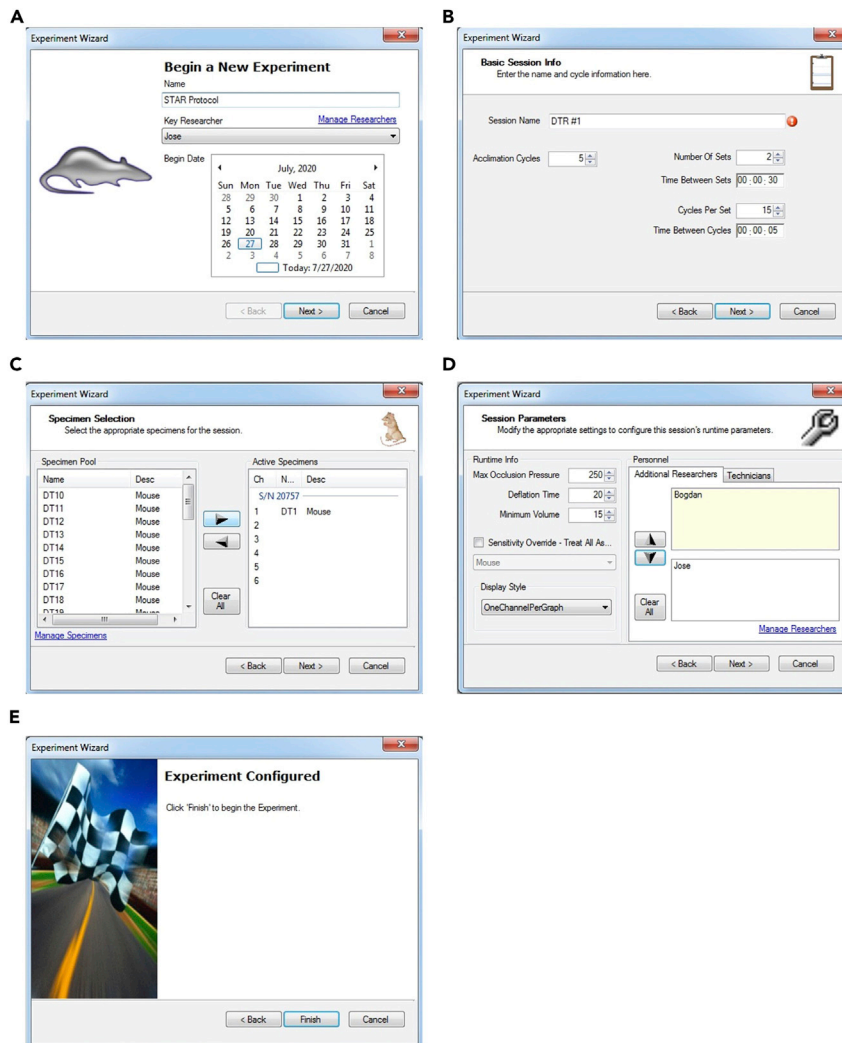 A
Experiment Wizard
Begin a New Experiment
Name
STAR Protocol
Key Researcher Manage Researchers
Jose
Begin Date
July, 2020
Sun Mon Tue Wed Thu Fri Sat
28 29 30 1 2 3 4
5 6 7 8 9 10 11
12 13 14 15 16 17 18
19 20 21 22 23 24 25
26 27 28 29 30 31 1
2 3 4 5 6 7 8
Today: 7/27/2020
< Back Next > Cancel
B
Experiment Wizard
Basic Session Info
Enter the name and cycle information here.
Session Name DTR #1
Acclimation Cycles 5 Number Of Sets 2
Time Between Sets 00:00:30
Cycles Per Set 15
Time Between Cycles 00:00:05
< Back Next > Cancel
C
Experiment Wizard
Specimen Selection
Select the appropriate specimens for the session.
Specimen Pool
Name Desc
DT10 Mouse
DT11 Mouse
DT12 Mouse
DT13 Mouse
DT14 Mouse
DT15 Mouse
DT16 Mouse
DT17 Mouse
DT18 Mouse
DT19 Mouse
Manage Specimens
Clear All
Active Specimens
Ch N... Desc
S/N 20757
1 DT1 Mouse
2
3
4
5
6
< Back Next > Cancel
D
Experiment Wizard
Session Parameters
Modify the appropriate settings to configure this session's runtime parameters.
Runtime Info
Max Occlusion Pressure 250
Deflation Time 20
Minimum Volume 15
Sensitivity Override - Treat All As...
Mouse
Display Style
OneChannelPerGraph
Personnel
Additional Researchers Technicians
Bogdan
Jose
Clear All
Manage Researchers
< Back Next > Cancel
E
Experiment Wizard
Experiment Configured
Click 'Finish' to begin the Experiment.
< Back Finish Cancel